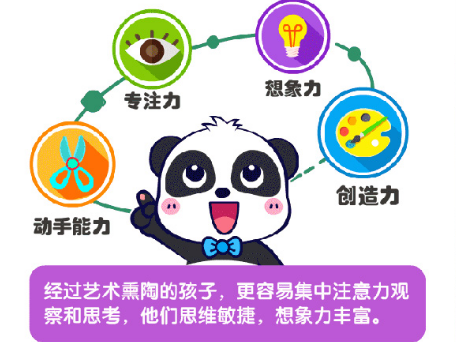 专注力
想象力
动手能力
创造力
经过艺术熏陶的孩子，更容易集中注意力观
察和思考，他们思维敏捷，想象力丰富。